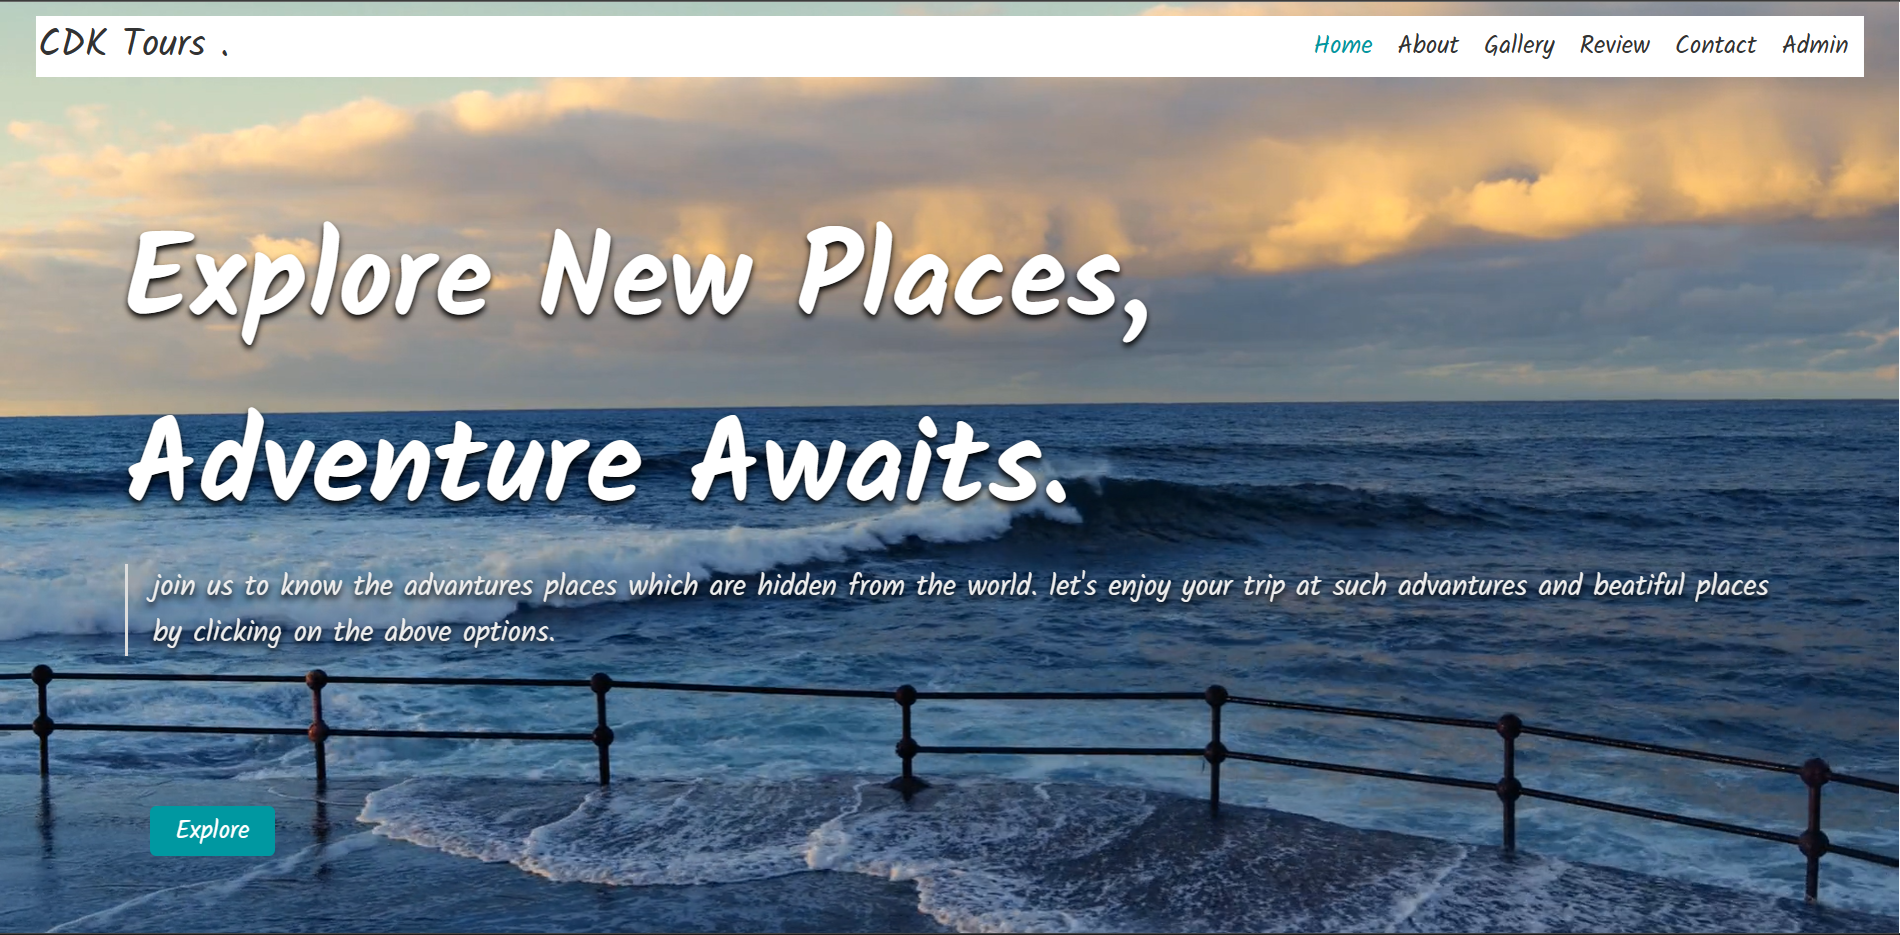 CDK Tours .
Home About Gallery Review Contact Admin
Explore New Places,
Adventure Awaits.
join us to know the advantures places which are hidden from the world. let's enjoy your trip at such advantures and beatiful places
by clicking on the above options.
Explore